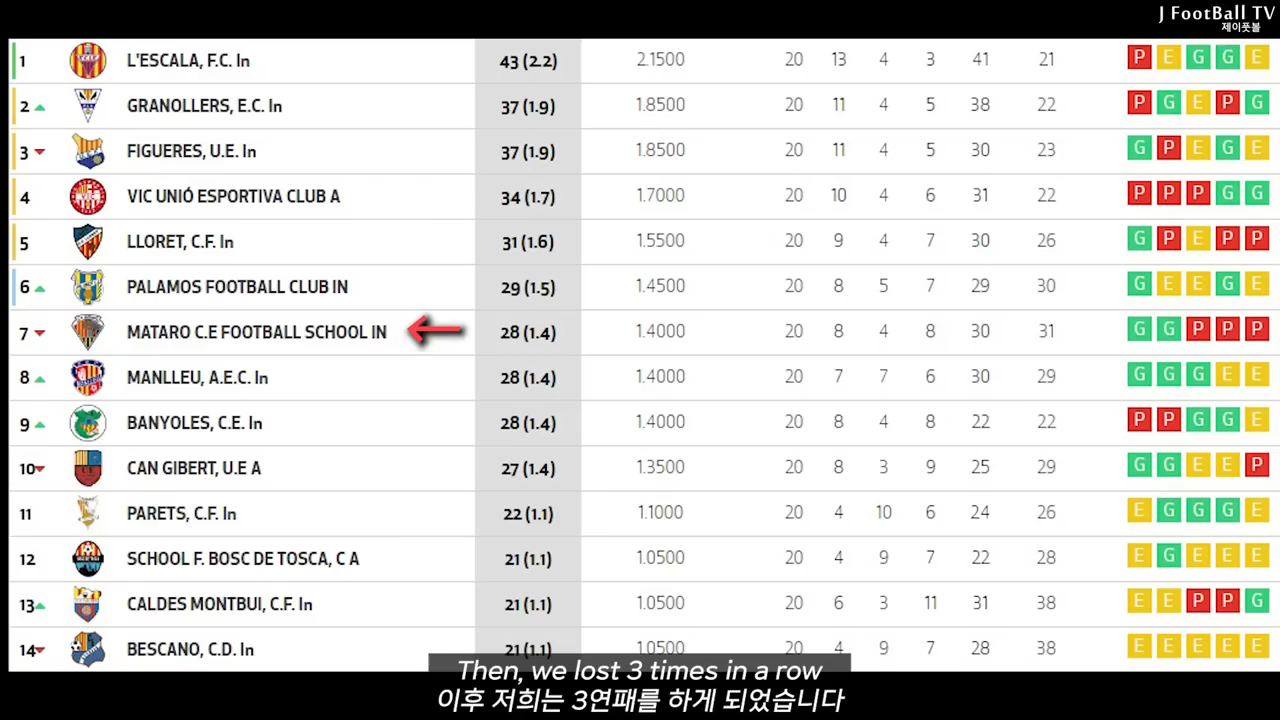 J FootBall TV
제이풋볼
1 L'ESCALA, F.C. In 43 (2.2) 2.1500 20 13 4 3 41 21 P E G G E
2 GRANOLLERS, E.C. In 37 (1.9) 1.8500 20 11 4 5 38 22 P G E P G
3 FIGUERES, U.E. In 37 (1.9) 1.8500 20 11 4 5 30 23 G P E G E
4 VIC UNIÓ ESPORTIVA CLUB A 34 (1.7) 1.7000 20 10 4 6 31 22 P P P G G
5 LLORET, C.F. In 31 (1.6) 1.5500 20 9 4 7 30 26 G P E P P
6 PALAMOS FOOTBALL CLUB IN 29 (1.5) 1.4500 20 8 5 7 29 30 G E E G E
7 MATARO C.E FOOTBALL SCHOOL IN 28 (1.4) 1.4000 20 8 4 8 30 31 G G P P P
8 MANLLEU, A.E.C. In 28 (1.4) 1.4000 20 7 7 6 30 29 G G G E E
9 BANYOLES, C.E. In 28 (1.4) 1.4000 20 8 4 8 22 22 P P G G E
10 CAN GIBERT, U.E A 27 (1.4) 1.3500 20 8 3 9 25 29 G G E E P
11 PARETS, C.F. In 22 (1.1) 1.1000 20 4 10 6 24 26 E G G G E
12 SCHOOL F. BOSC DE TOSCA, C A 21 (1.1) 1.0500 20 4 9 7 22 28 E G E E E
13 CALDES MONTBUI, C.F. In 21 (1.1) 1.0500 20 6 3 11 31 38 E E P P G
14 BESCANO, C.D. In 21 (1.1) 1.0500 20 4 9 7 28 38 E E E E E
Then, we lost 3 times in a row
이후 저희는 3연패를 하게 되었습니다